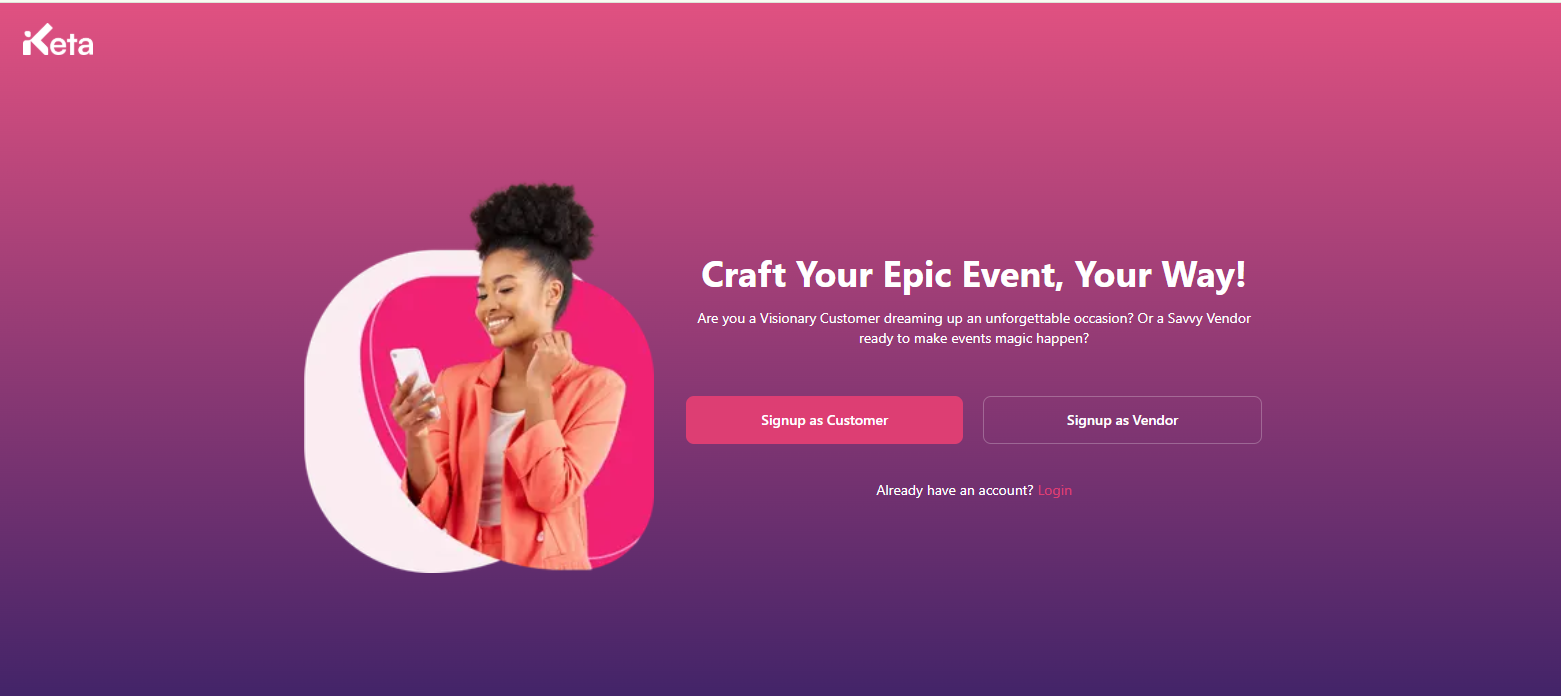 iKeta
Craft Your Epic Event, Your Way!
Are you a Visionary Customer dreaming up an unforgettable occasion? Or a Savvy Vendor
ready to make events magic happen?
Signup as Customer
Signup as Vendor
Already have an account? Login